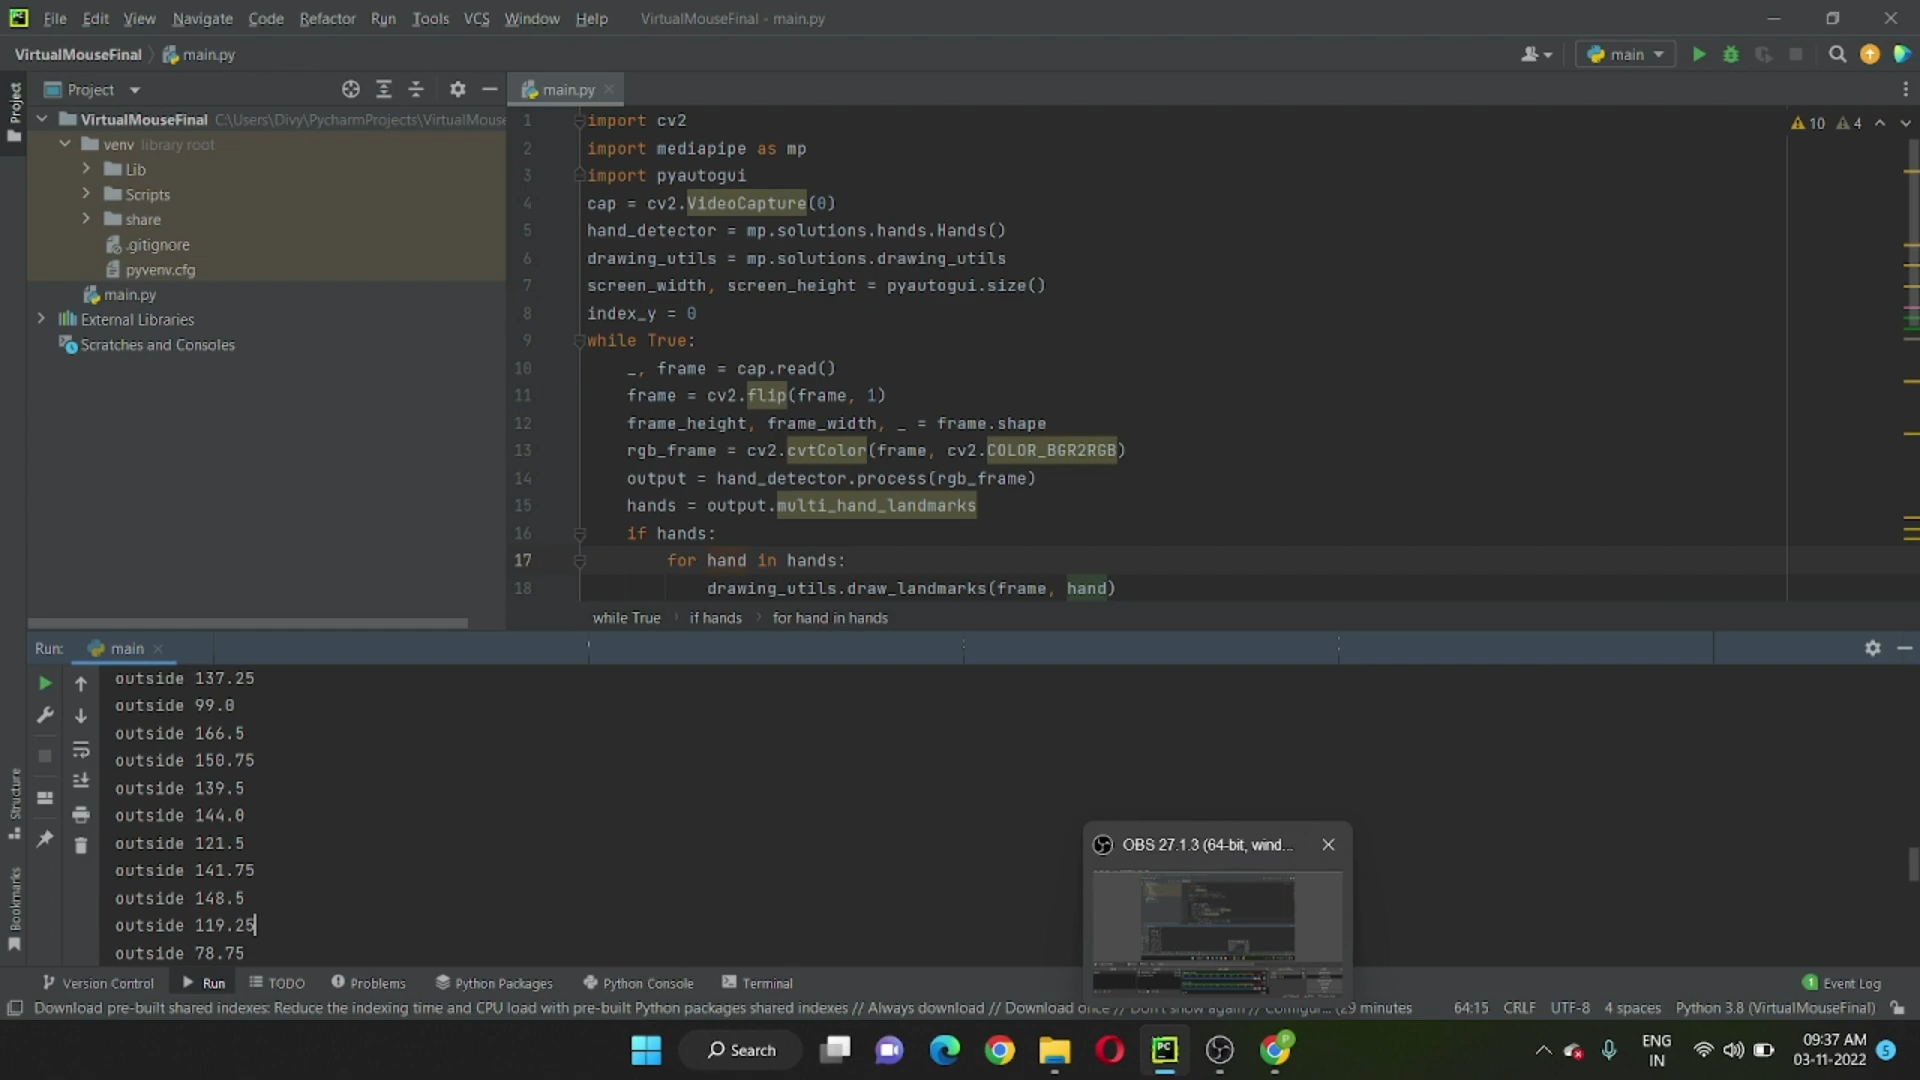 File Edit View Navigate Code Refactor Run Tools VCS Window Help VirtualMouseFinal - main.py
VirtualMouseFinal main.py main
Project main.py
VirtualMouseFinal C:\Users\Divy\PycharmProjects\VirtualMouse
venv library root
Lib
Scripts
share
.gitignore
pyvenv.cfg
main.py
External Libraries
Scratches and Consoles
Project
Structure
Bookmarks
10 4
1 import cv2
2 import mediapipe as mp
3 import pyautogui
4 cap = cv2.VideoCapture(0)
5 hand_detector = mp.solutions.hands.Hands()
6 drawing_utils = mp.solutions.drawing_utils
7 screen_width, screen_height = pyautogui.size()
8 index_y = 0
9 while True:
10 _, frame = cap.read()
11 frame = cv2.flip(frame, 1)
12 frame_height, frame_width, _ = frame.shape
13 rgb_frame = cv2.cvtColor(frame, cv2.COLOR_BGR2RGB)
14 output = hand_detector.process(rgb_frame)
15 hands = output.multi_hand_landmarks
16 if hands:
17 for hand in hands:
18 drawing_utils.draw_landmarks(frame, hand)
while True if hands for hand in hands
Run: main
outside 137.25
outside 99.0
outside 166.5
outside 150.75
outside 139.5
outside 144.0
outside 121.5
outside 141.75
outside 148.5
outside 119.25
outside 78.75
OBS 27.1.3 (64-bit, wind...
Version Control Run TODO Problems Python Packages Python Console Terminal 1 Event Log
Download pre-built shared indexes: Reduce the indexing time and CPU load with pre-built Python packages shared indexes // Always download // Download once // Don't show again // Configur... (29 minutes 64:15 CRLF UTF-8 4 spaces Python 3.8 (VirtualMouseFinal)
Search
ENG
IN
09:37 AM
03-11-2022
5